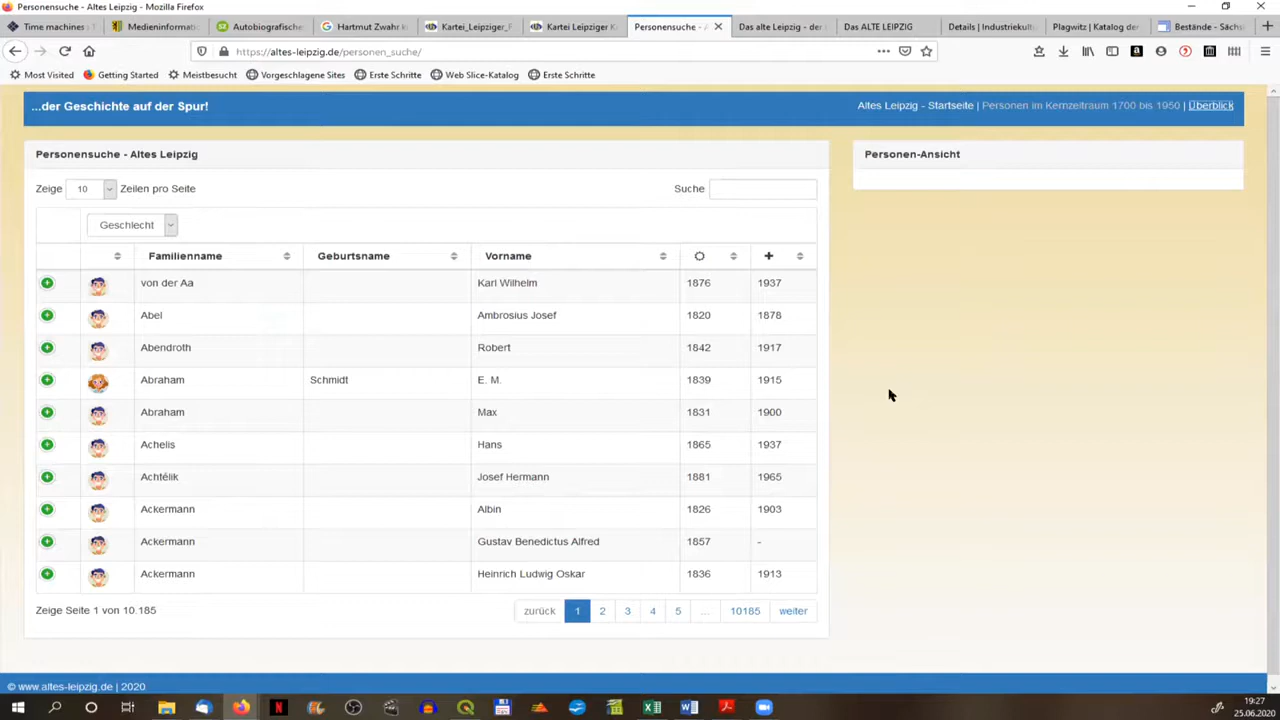 Personensuche - Altes Leipzig - Mozilla Firefox
Time machines
Medieninformat
Autobiografische
Hartmut Zwahr k
Kartei_Leipziger_F
Kartei Leipziger K
Personensuche - A
Das alte Leipzig - der
Das ALTE LEIPZIG
Details | Industriekult
Plagwitz | Katalog de
Bestände - Sächsi
https://altes-leipzig.de/personen_suche/
Most Visited
Getting Started
Meistbesucht
Vorgeschlagene Sites
Erste Schritte
Web Slice-Katalog
Erste Schritte
...der Geschichte auf der Spur!
Altes Leipzig - Startseite | Personen im Kernzeitraum 1700 bis 1950 | Überblick
Personensuche - Altes Leipzig
Personen-Ansicht
Zeige 10 Zeilen pro Seite
Suche
Geschlecht
Familienname Geburtsname Vorname
von der Aa Karl Wilhelm 1876 1937
Abel Ambrosius Josef 1820 1878
Abendroth Robert 1842 1917
Abraham Schmidt E. M. 1839 1915
Abraham Max 1831 1900
Achelis Hans 1865 1937
Achtélik Josef Hermann 1881 1965
Ackermann Albin 1826 1903
Ackermann Gustav Benedictus Alfred 1857 -
Ackermann Heinrich Ludwig Oskar 1836 1913
Zeige Seite 1 von 10.185
zurück 1 2 3 4 5 ... 10185 weiter
© www.altes-leipzig.de | 2020
19:27
25.06.2020